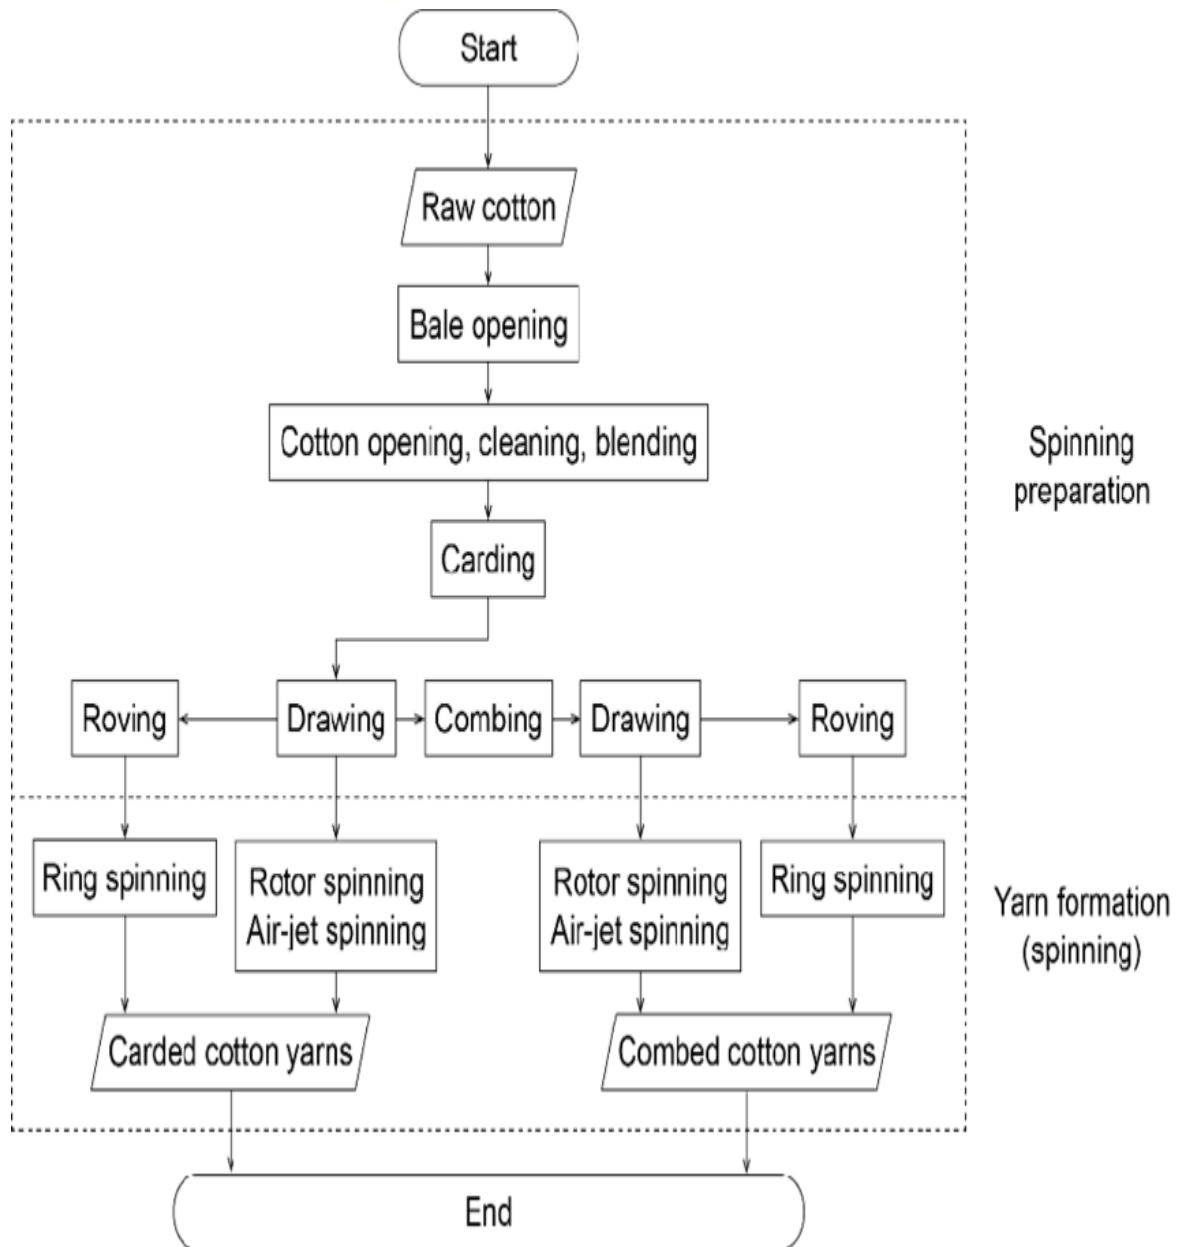 Start
Raw cotton
Bale opening
Cotton opening, cleaning, blending
Spinning
preparation
Carding
Roving
Drawing
Combing
Drawing
Roving
Ring spinning
Rotor spinning
Air-jet spinning
Rotor spinning
Air-jet spinning
Ring spinning
Yarn formation
(spinning)
Carded cotton yarns
Combed cotton yarns
End